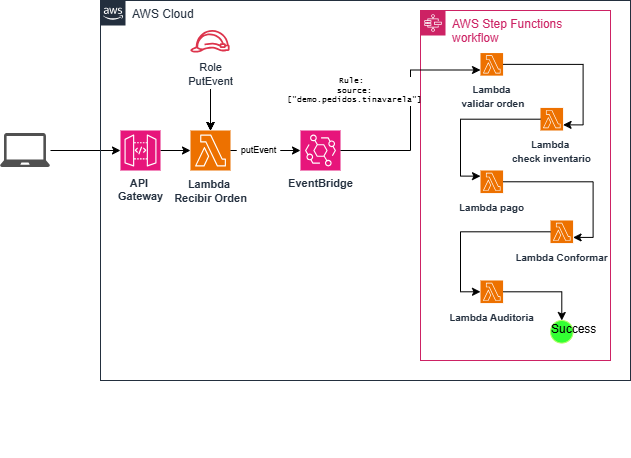 aws
AWS Cloud
AWS Step Functions
workflow
Role
PutEvent
Rule:
source:
["demo.pedidos.tinavarela"]
Lambda
validar orden
Lambda
check inventario
putEvent
API
Gateway
Lambda
Recibir Orden
EventBridge
Lambda pago
Lambda Conformar
Lambda Auditoria
Success